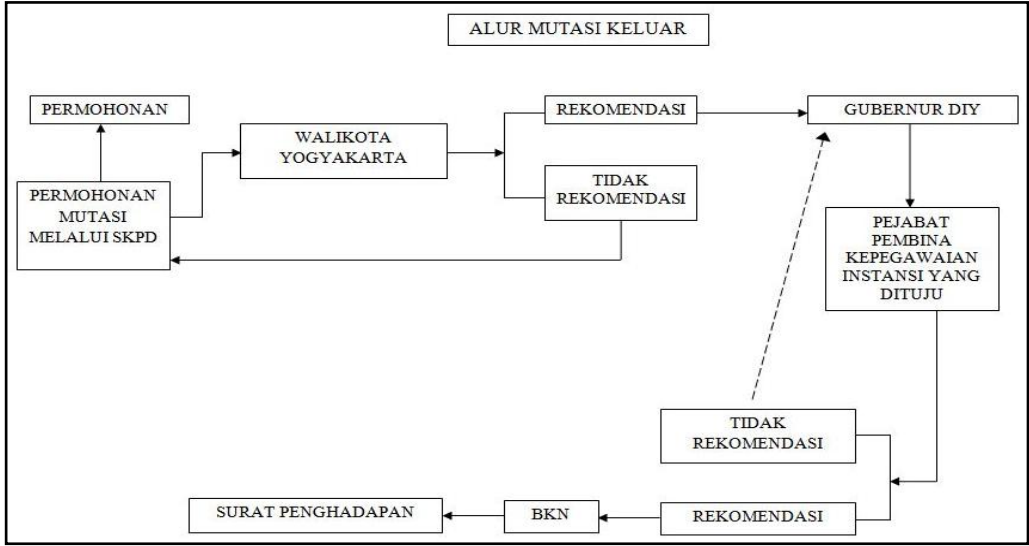 ALUR MUTASI KELUAR
PERMOHONAN
REKOMENDASI
GUBERNUR DIY
WALIKOTA
YOGYAKARTA
TIDAK
REKOMENDASI
PERMOHONAN
MUTASI
MELALUI SKPD
PEJABAT
PEMBINA
KEPEGAWAIAN
INSTANSI YANG
DITUJU
TIDAK
REKOMENDASI
SURAT PENGHADAPAN
BKN
REKOMENDASI